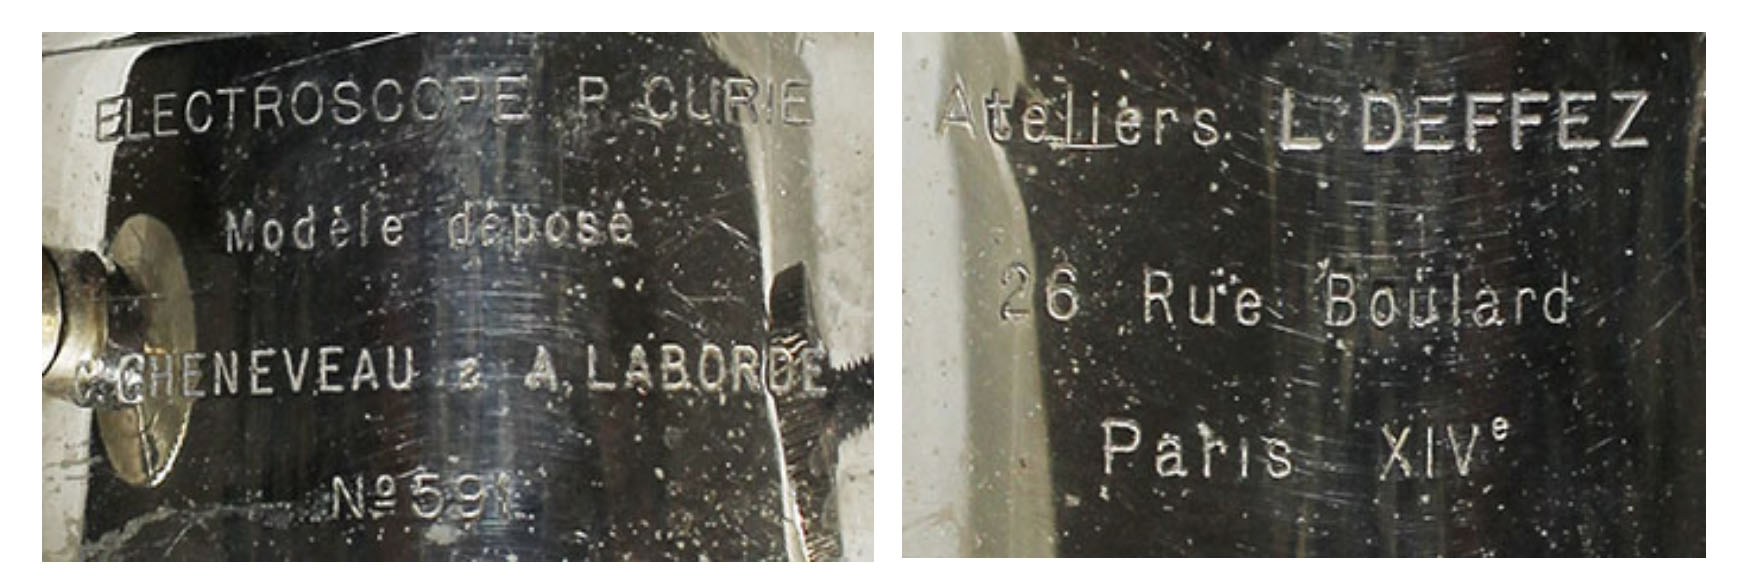 ELECTROSCOPE P. CURIE
Modèle déposé
C.CHENEVEAU & A.LABORDE
Nº 591
Ateliers L. DEFFEZ
26 Rue Boulard
Paris XIVe